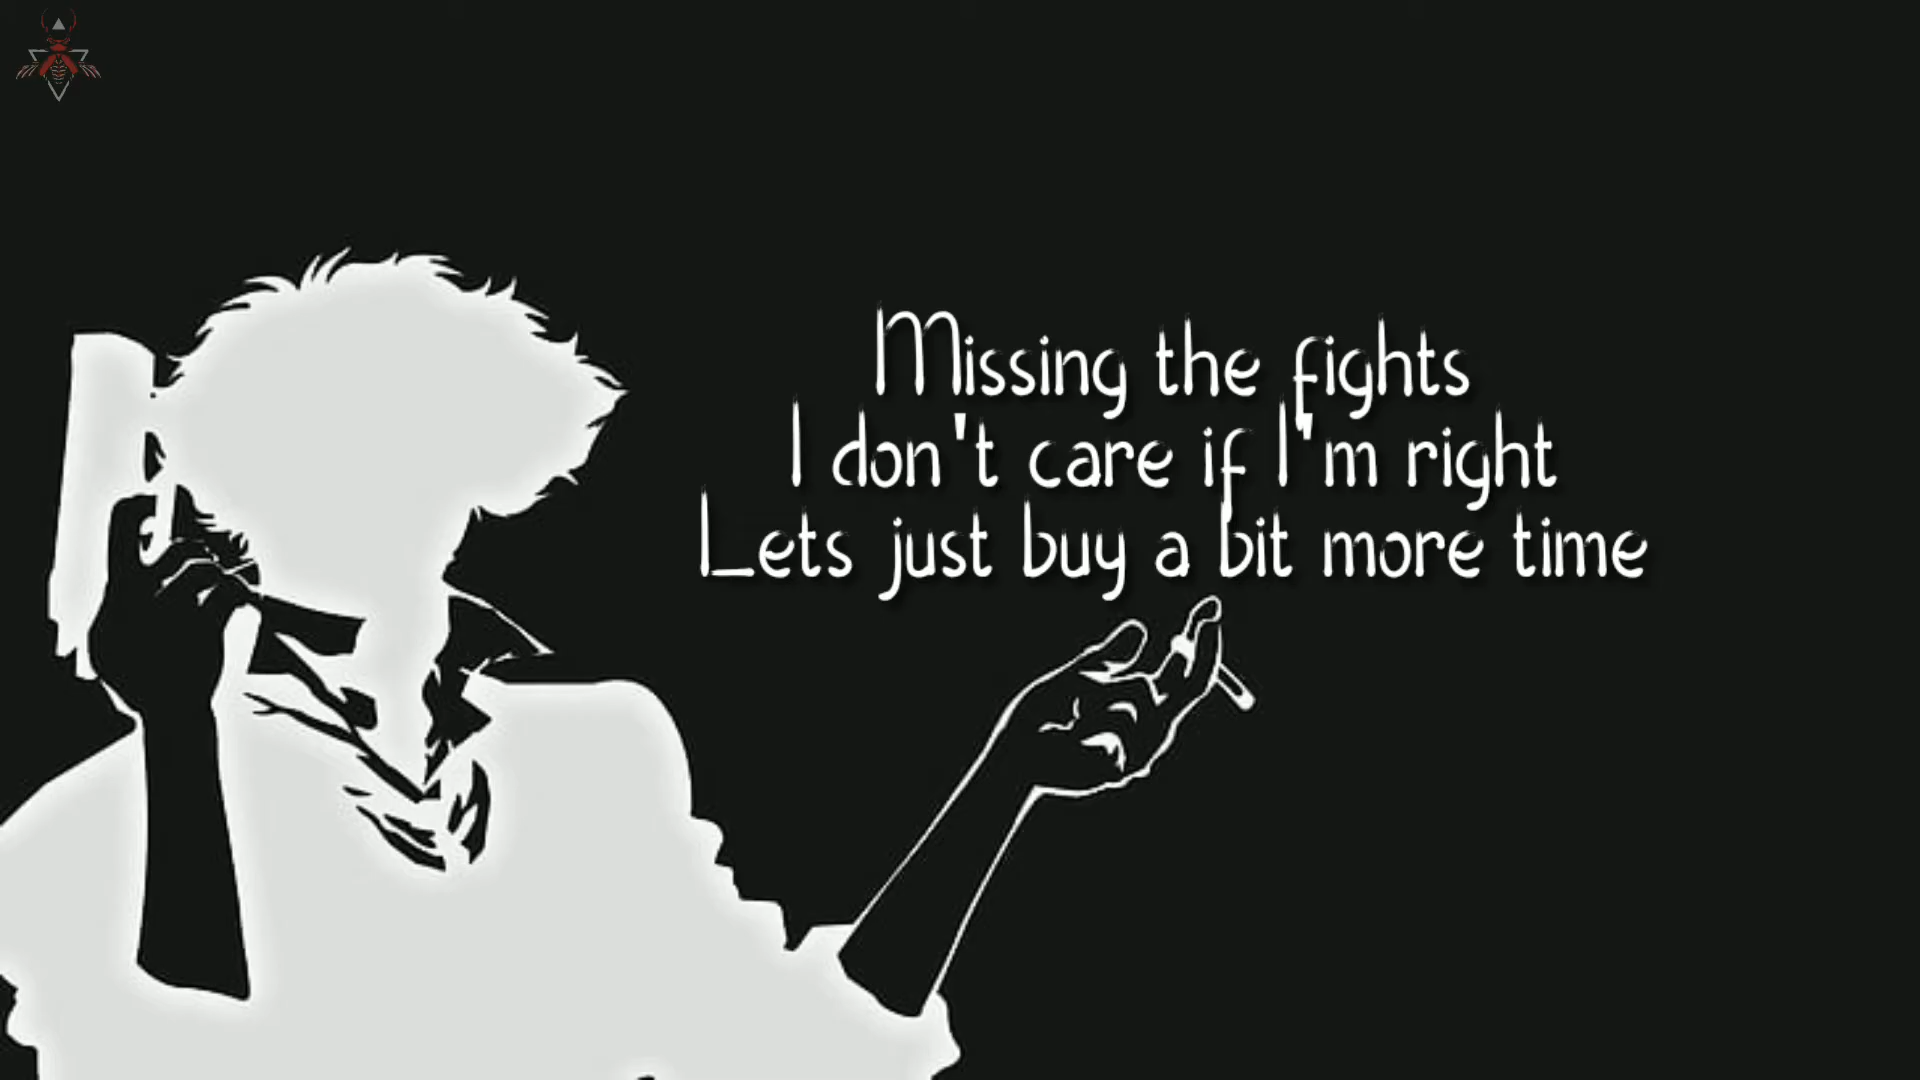 Missing the fights
I don't care if I'm right
Lets just buy a bit more time